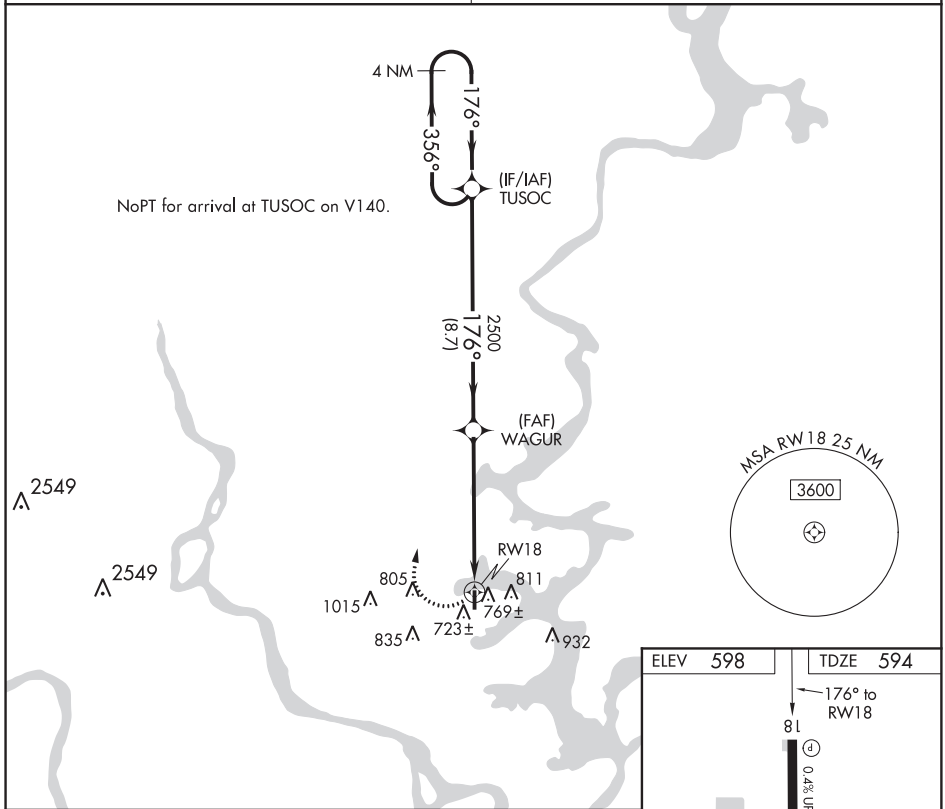 4 NM
176°
356°
(IF/IAF)
TUSOC
NoPT for arrival at TUSOC on V140.
2500
176°
(8.7)
(FAF)
WAGUR
MSA RW18 25 NM
3600
2549
2549
RW18
805
811
1015
769±
723±
835
932
ELEV 598
TDZE 594
176° to
RW18
18
P
0.4% UP